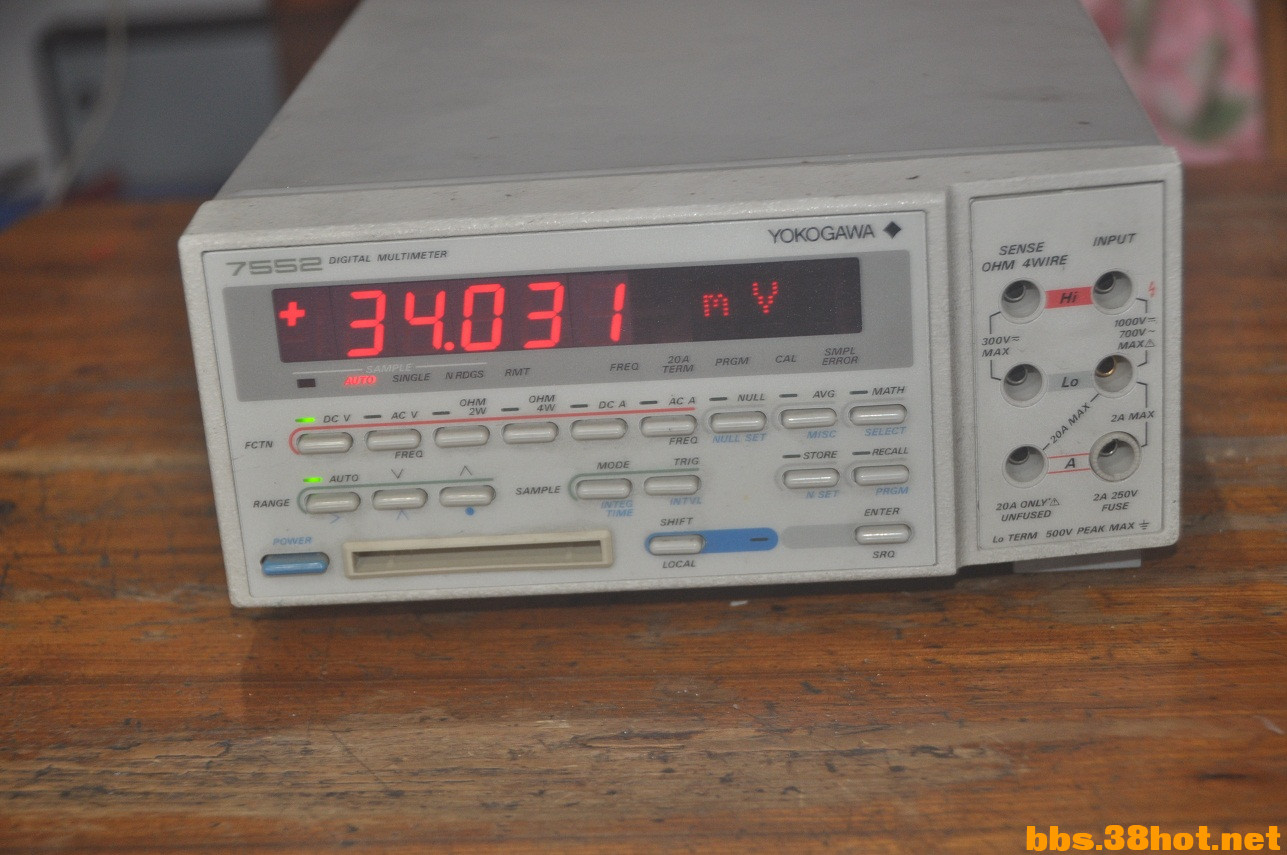 YOKOGAWA
7552 DIGITAL MULTIMETER
+ 34.031 mV
SAMPLE
AUTO SINGLE N RDGS RMT FREQ 20A TERM PRGM CAL SMPL ERROR
FCTN DC V AC V OHM 2W OHM 4W DC A AC A NULL AVG MATH
FREQ FREQ NULL SET MISC SELECT
RANGE AUTO ∨ ∧ SAMPLE MODE TRIG STORE RECALL
> ∧ INTEG TIME INTVL N SET PRGM
POWER SHIFT ENTER
LOCAL SRQ
SENSE OHM 4WIRE INPUT
Hi
300V MAX
1000V 700V~ MAX
Lo
20A MAX 2A MAX
A
20A ONLY UNFUSED 2A 250V FUSE
Lo TERM 500V PEAK MAX
bbs.38hot.net